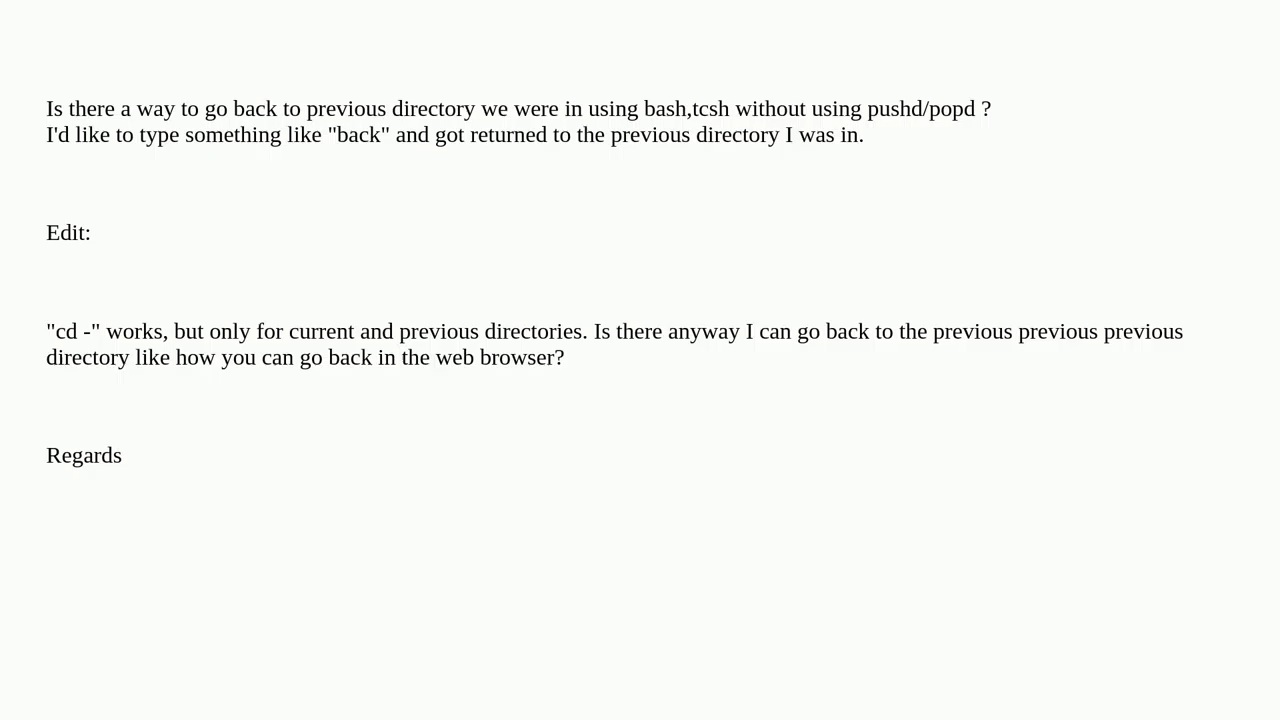 Is there a way to go back to previous directory we were in using bash,tcsh without using pushd/popd ?
I'd like to type something like "back" and got returned to the previous directory I was in.
Edit:
"cd -" works, but only for current and previous directories. Is there anyway I can go back to the previous previous previous
directory like how you can go back in the web browser?
Regards